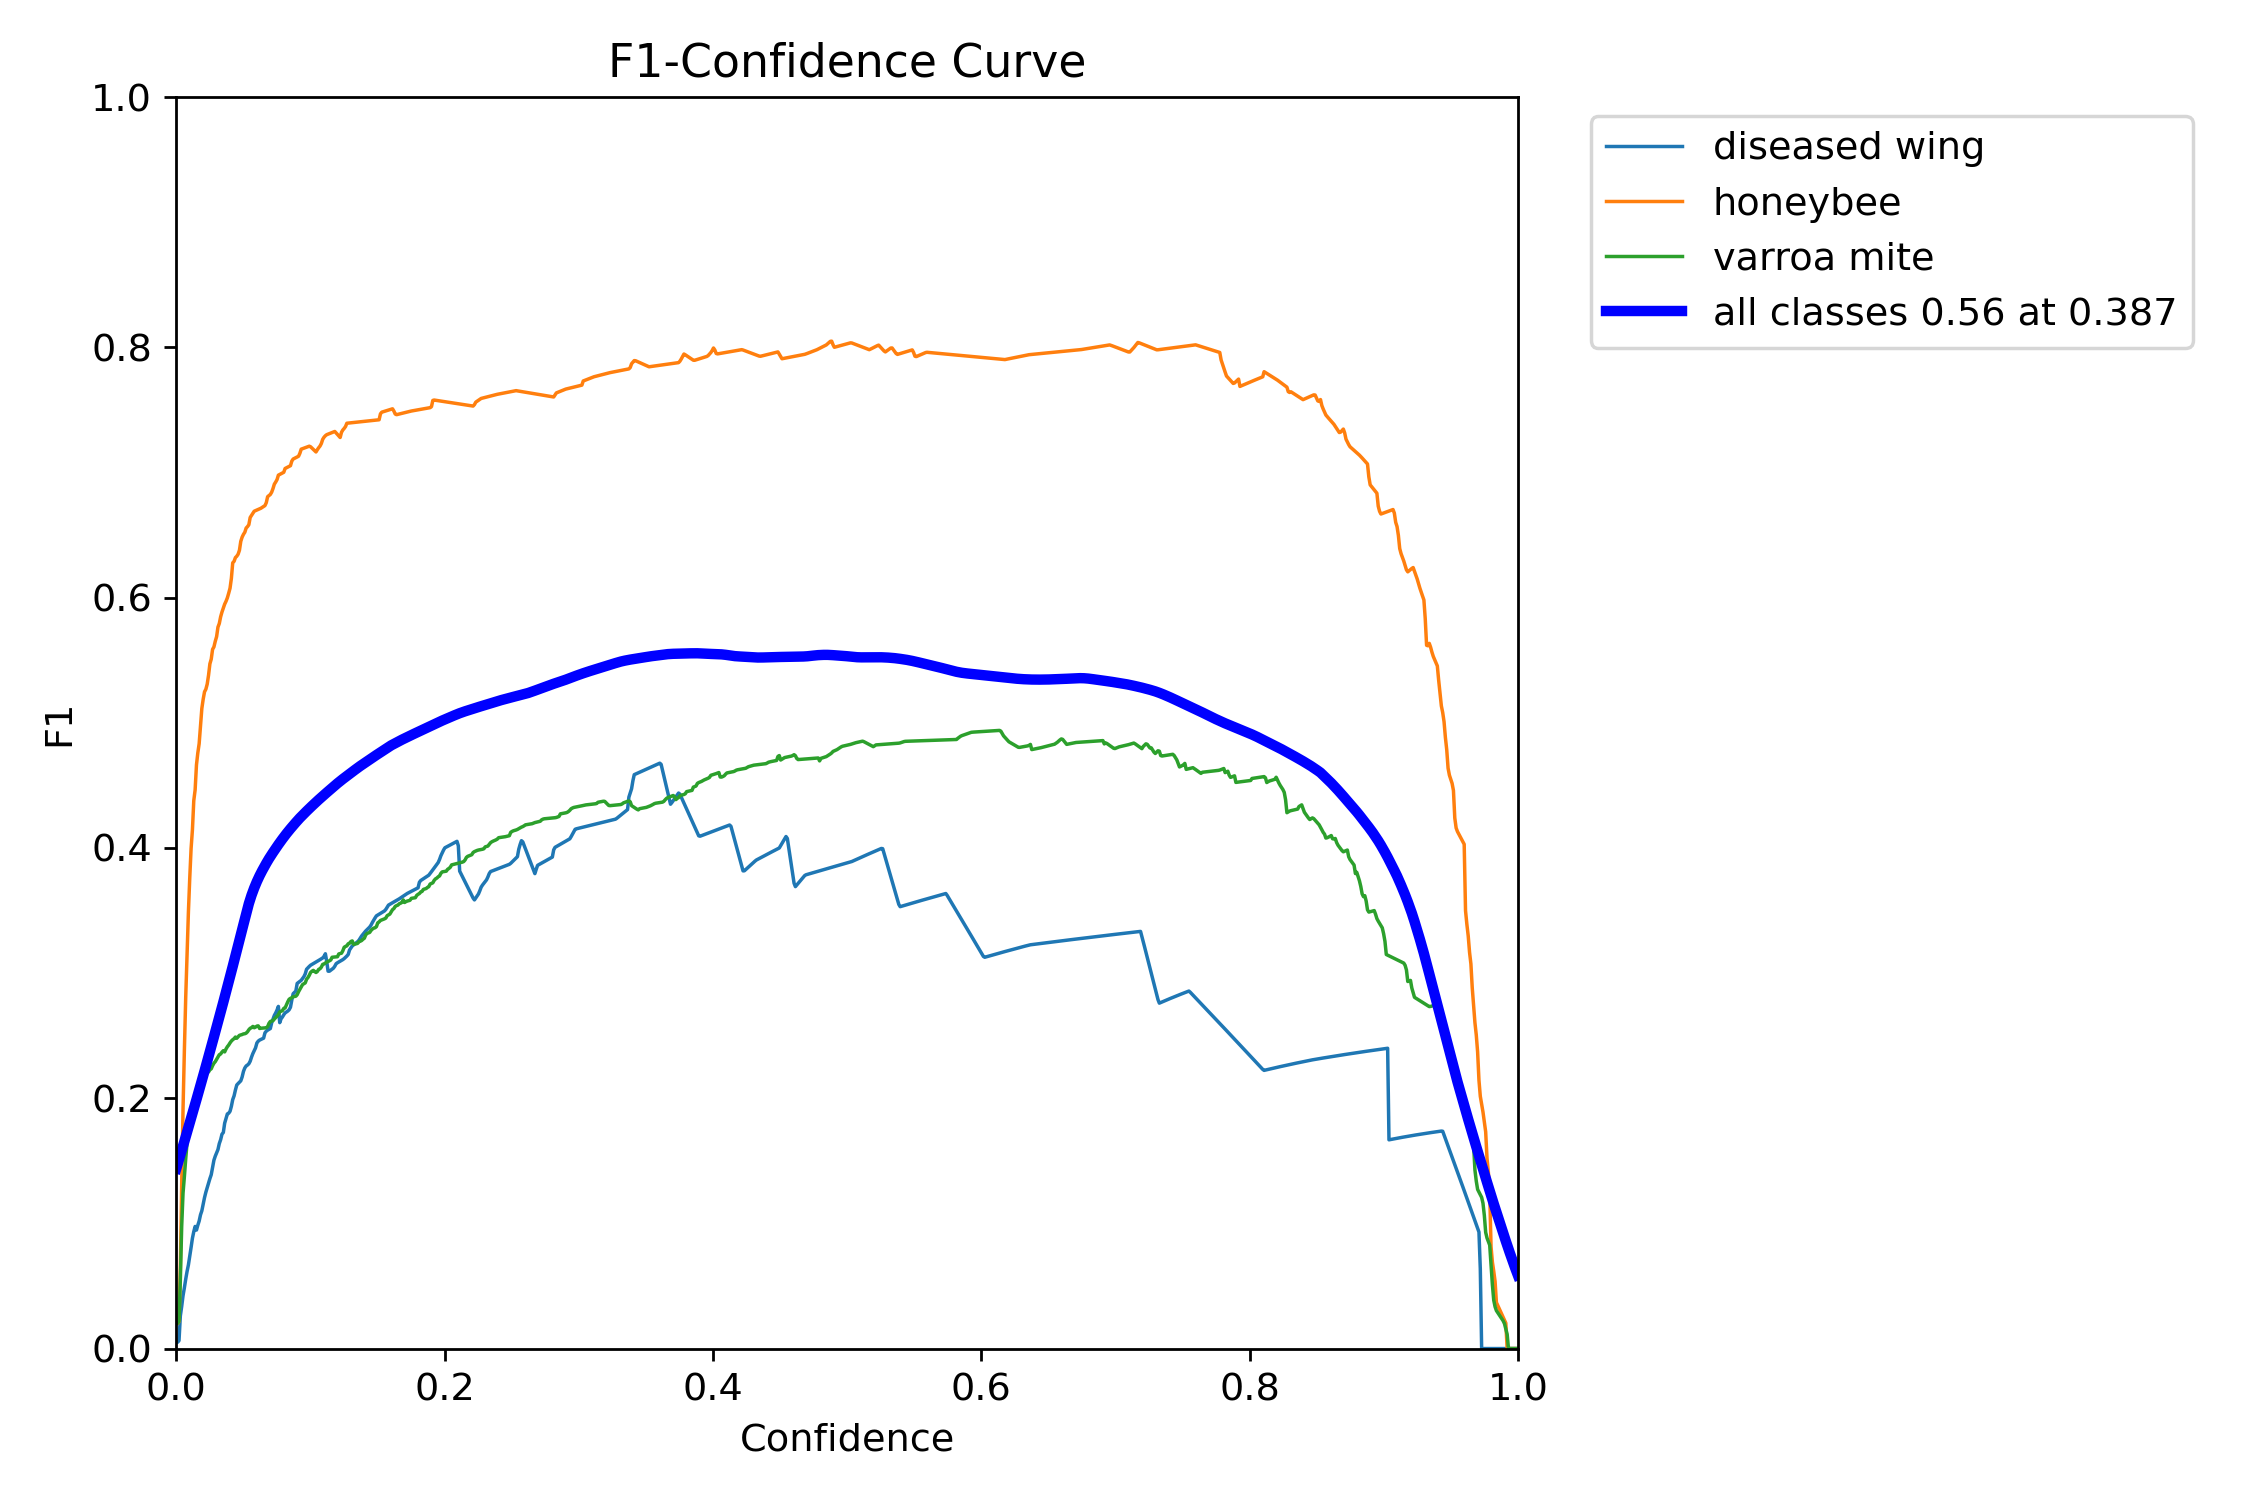 F1-Confidence Curve
1.0
0.8
0.6
0.4
0.2
0.0
F1
0.0 0.2 0.4 0.6 0.8 1.0
Confidence
diseased wing
honeybee
varroa mite
all classes 0.56 at 0.387